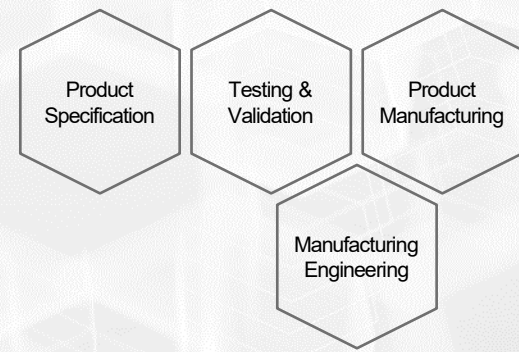 Product
Specification
Testing &
Validation
Product
Manufacturing
Manufacturing
Engineering